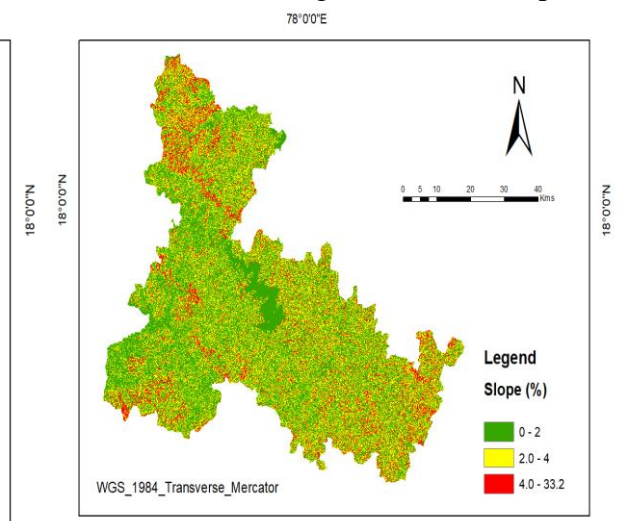 78°0'0"E
N
0 5 10 20 30 40
Kms
18°0'0"N
18°0'0"N
18°0'0"N
Legend
Slope (%)
0 - 2
2.0 - 4
4.0 - 33.2
WGS_1984_Transverse_Mercator